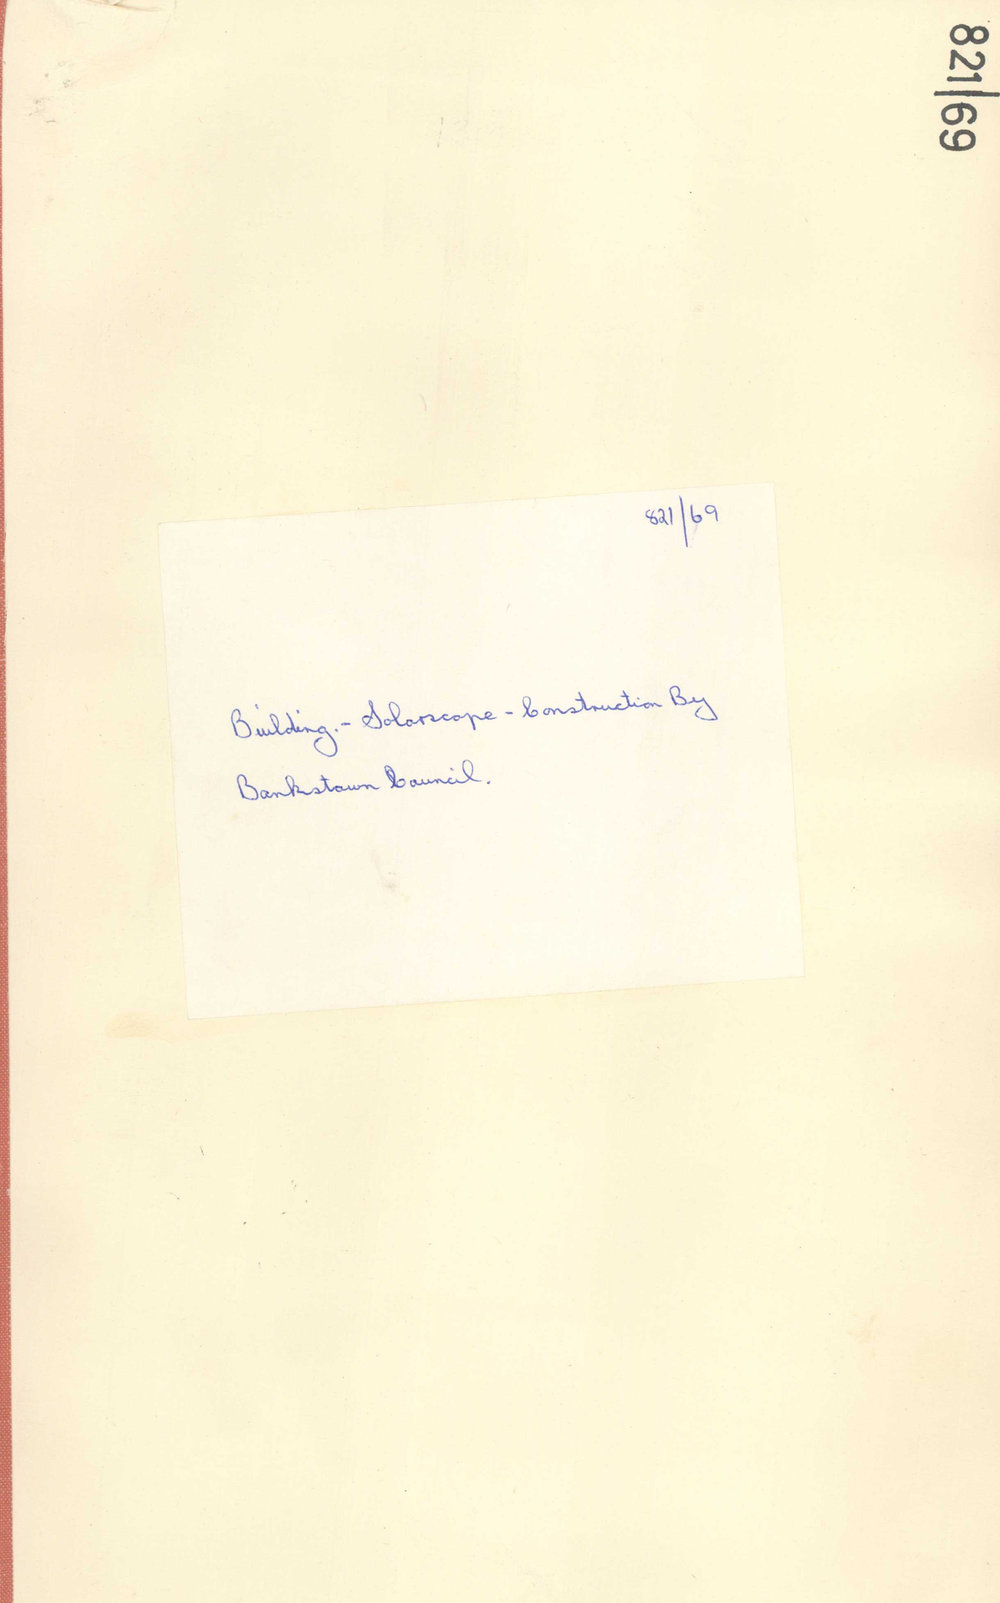 821/69
821/69
Building. - Solarscope - Construction By
Bankstown Council.